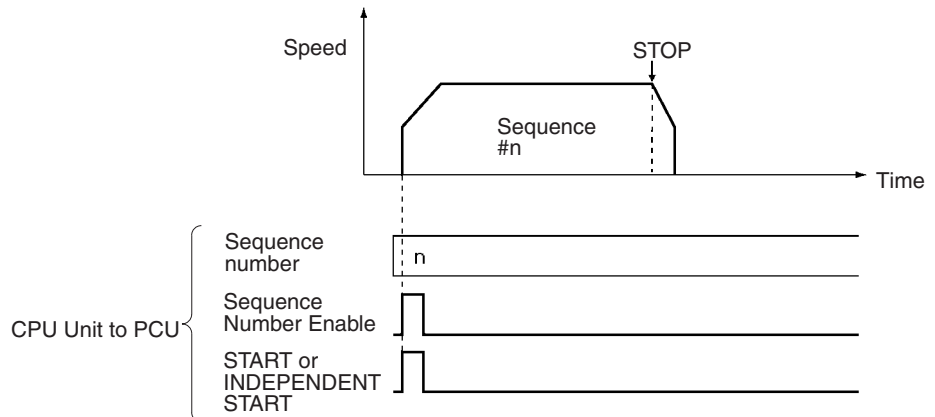 Speed
STOP
Sequence
#n
Time
Sequence
number
n
Sequence
Number Enable
CPU Unit to PCU
START or
INDEPENDENT
START